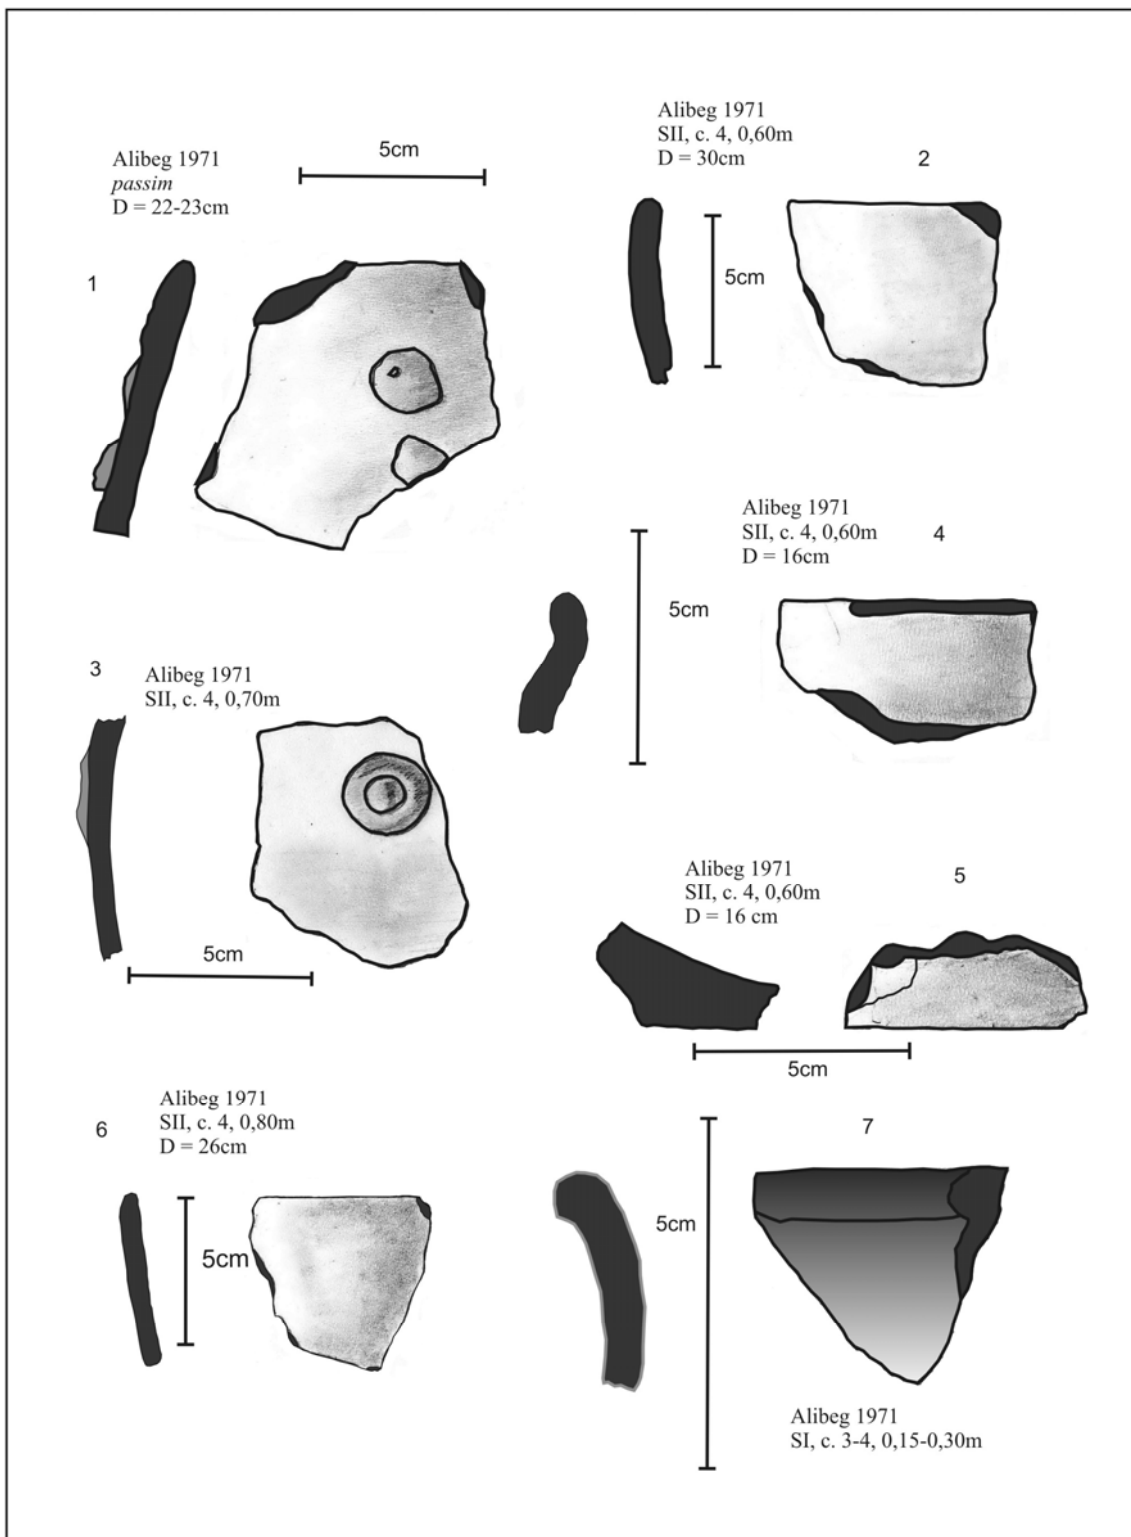 Alibeg 1971
passim
D = 22-23cm
1
5cm
Alibeg 1971
SII, c. 4, 0,60m
D = 30cm
2
5cm
Alibeg 1971
SII, c. 4, 0,60m
D = 16cm
4
5cm
3
Alibeg 1971
SII, c. 4, 0,70m
5cm
Alibeg 1971
SII, c. 4, 0,60m
D = 16 cm
5
5cm
6
Alibeg 1971
SII, c. 4, 0,80m
D = 26cm
5cm
7
5cm
Alibeg 1971
SI, c. 3-4, 0,15-0,30m